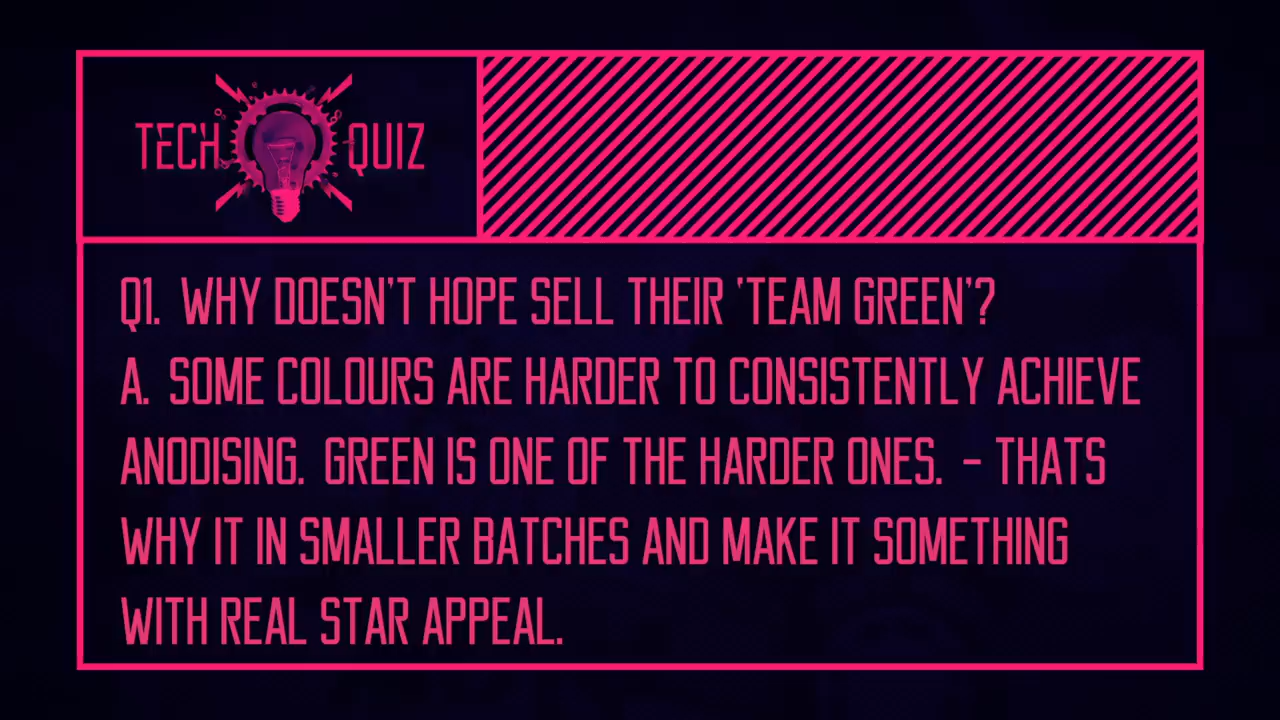 TECH QUIZ
Q1. WHY DOESN'T HOPE SELL THEIR 'TEAM GREEN'?
A. SOME COLOURS ARE HARDER TO CONSISTENTLY ACHIEVE
ANODISING. GREEN IS ONE OF THE HARDER ONES. - THATS
WHY IT IN SMALLER BATCHES AND MAKE IT SOMETHING
WITH REAL STAR APPEAL.